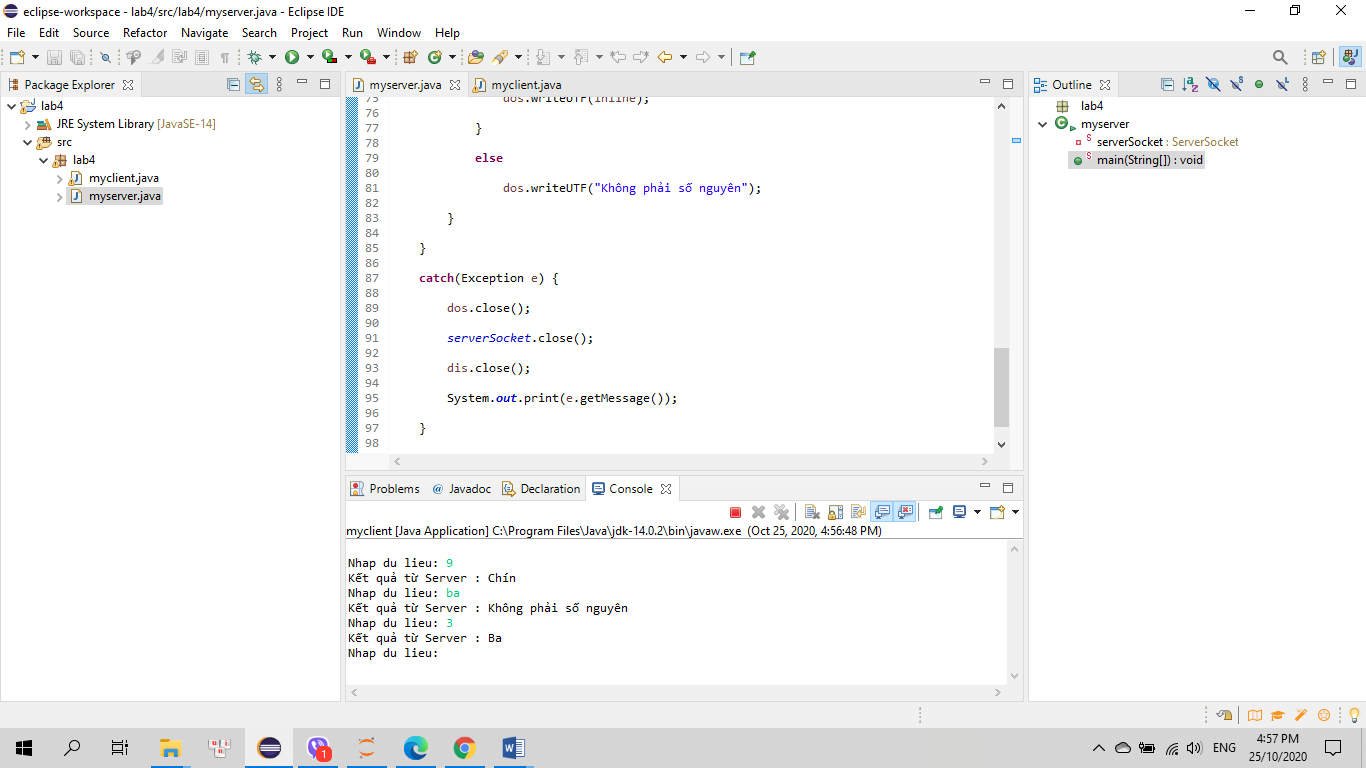 eclipse-workspace - lab4/src/lab4/myserver.java - Eclipse IDE
File Edit Source Refactor Navigate Search Project Run Window Help
Package Explorer
lab4
JRE System Library [JavaSE-14]
src
lab4
myclient.java
myserver.java
myserver.java myclient.java
75 dos.writeUTF(inline);
76
77 }
78
79 else
80
81 dos.writeUTF("Không phải số nguyên");
82
83 }
84
85 }
86
87 catch(Exception e) {
88
89 dos.close();
90
91 serverSocket.close();
92
93 dis.close();
94
95 System.out.print(e.getMessage());
96
97 }
98
Outline
lab4
myserver
serverSocket : ServerSocket
main(String[]) : void
Problems @ Javadoc Declaration Console
myclient [Java Application] C:\Program Files\Java\jdk-14.0.2\bin\javaw.exe (Oct 25, 2020, 4:56:48 PM)
Nhap du lieu: 9
Kết quả từ Server : Chín
Nhap du lieu: ba
Kết quả từ Server : Không phải số nguyên
Nhap du lieu: 3
Kết quả từ Server : Ba
Nhap du lieu:
1
ENG
4:57 PM
25/10/2020